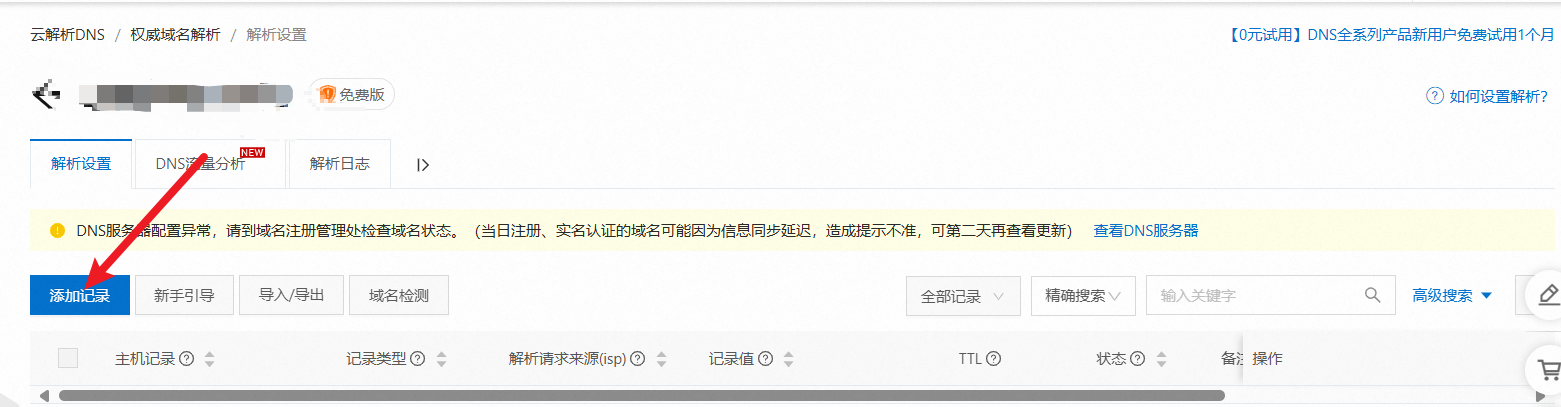 云解析DNS / 权威域名解析 / 解析设置
【0元试用】DNS全系列产品新用户免费试用1个月
免费版
如何设置解析?
解析设置 DNS流量分析 NEW 解析日志
DNS服务器配置异常，请到域名注册管理处检查域名状态。（当日注册、实名认证的域名可能因为信息同步延迟，造成提示不准，可第二天再查看更新） 查看DNS服务器
添加记录 新手引导 导入/导出 域名检测 全部记录 精确搜索 输入关键字 高级搜索
主机记录 记录类型 解析请求来源(isp) 记录值 TTL 状态 备注 操作